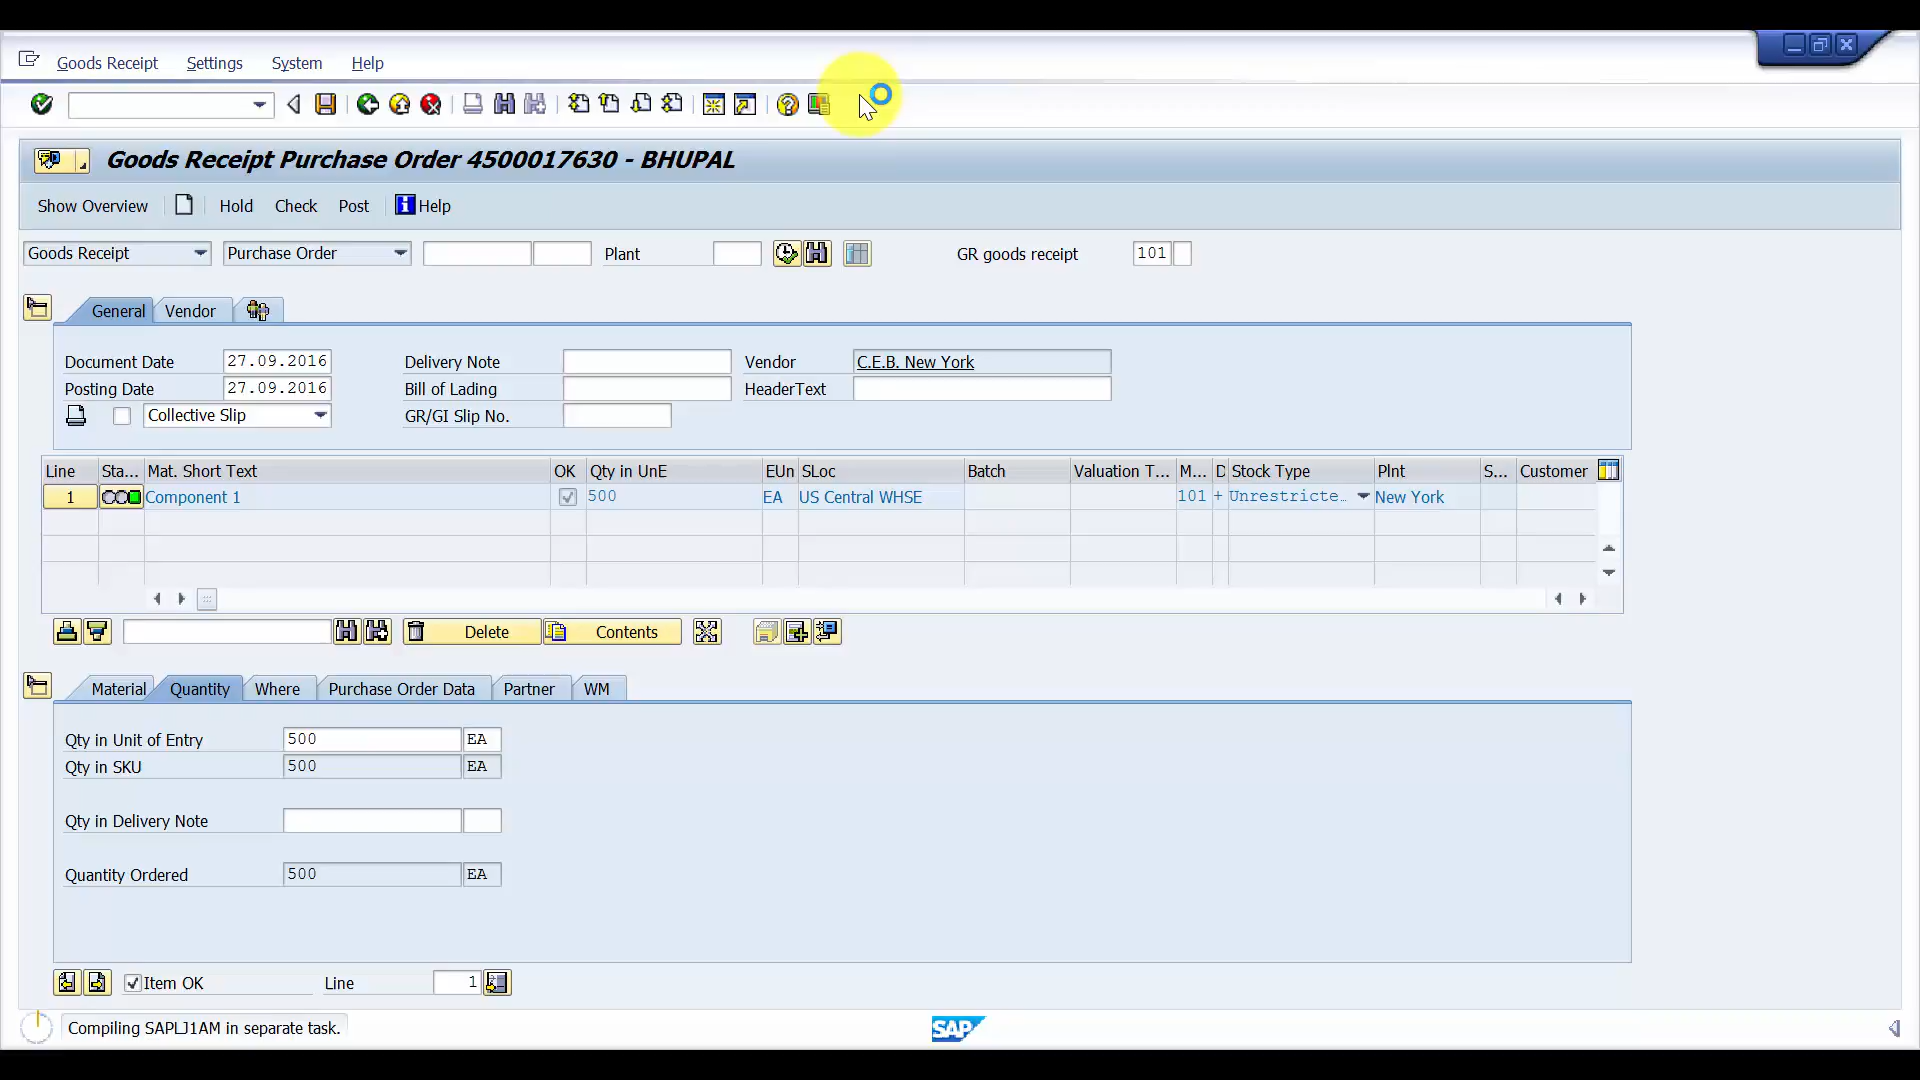 Goods Receipt Settings System Help
Goods Receipt Purchase Order 4500017630 - BHUPAL
Show Overview Hold Check Post Help
Goods Receipt Purchase Order Plant GR goods receipt 101
General Vendor
Document Date 27.09.2016 Delivery Note Vendor C.E.B. New York
Posting Date 27.09.2016 Bill of Lading HeaderText
Collective Slip GR/GI Slip No.
Line Sta... Mat. Short Text OK Qty in UnE EUn SLoc Batch Valuation T... M... D Stock Type Plnt S... Customer
1 Component 1 500 EA US Central WHSE 101 + Unrestricte… New York
Delete Contents
Material Quantity Where Purchase Order Data Partner WM
Qty in Unit of Entry 500 EA
Qty in SKU 500 EA
Qty in Delivery Note
Quantity Ordered 500 EA
Item OK Line 1
Compiling SAPLJ1AM in separate task. SAP